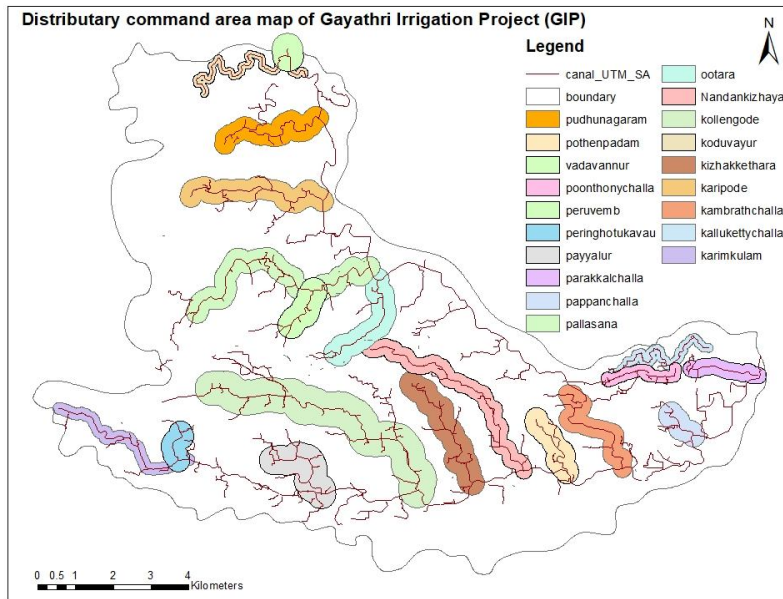 Distributary command area map of Gayathri Irrigation Project (GIP)
N
Legend
canal_UTM_SA
boundary
pudhunagaram
pothenpadam
vadavannur
poonthonychalla
peruvemb
peringhotukavau
payyalur
parakkalchalla
pappanchalla
pallasana
ootara
Nandankizhaya
kollengode
koduvayur
kizhakkethara
karipode
kambrathchalla
kallukettychalla
karimkulam
0 0.5 1 2 3 4
Kilometers